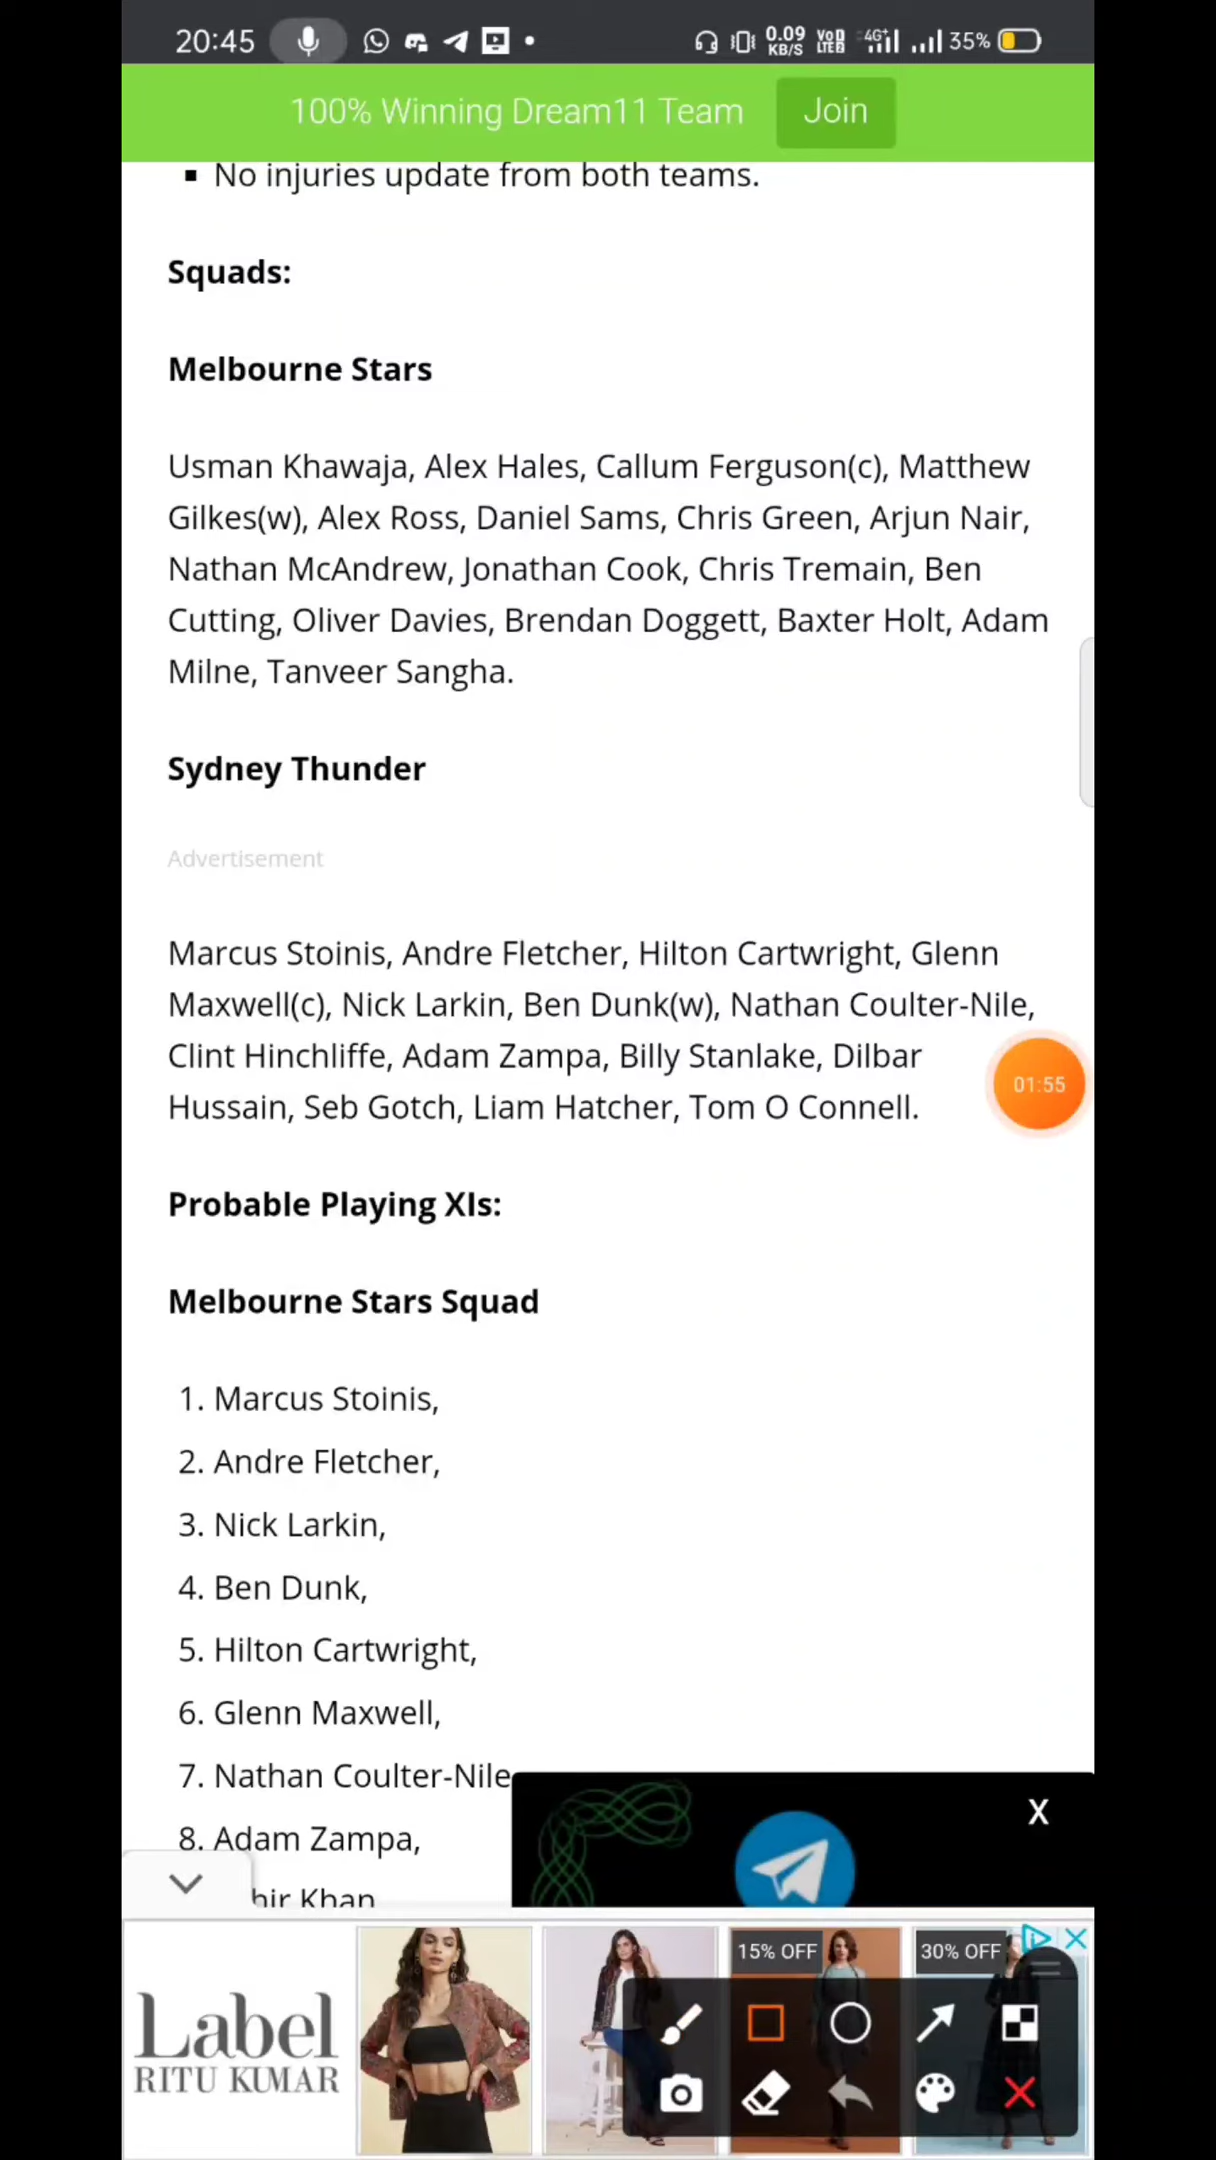 20:45
0.09 KB/S VoD LTE2 4G+ 35%
100% Winning Dream11 Team Join
▪ No injuries update from both teams.
Squads:
Melbourne Stars
Usman Khawaja, Alex Hales, Callum Ferguson(c), Matthew
Gilkes(w), Alex Ross, Daniel Sams, Chris Green, Arjun Nair,
Nathan McAndrew, Jonathan Cook, Chris Tremain, Ben
Cutting, Oliver Davies, Brendan Doggett, Baxter Holt, Adam
Milne, Tanveer Sangha.
Sydney Thunder
Advertisement
Marcus Stoinis, Andre Fletcher, Hilton Cartwright, Glenn
Maxwell(c), Nick Larkin, Ben Dunk(w), Nathan Coulter-Nile,
Clint Hinchliffe, Adam Zampa, Billy Stanlake, Dilbar
Hussain, Seb Gotch, Liam Hatcher, Tom O Connell.
01:55
Probable Playing XIs:
Melbourne Stars Squad
1. Marcus Stoinis,
2. Andre Fletcher,
3. Nick Larkin,
4. Ben Dunk,
5. Hilton Cartwright,
6. Glenn Maxwell,
7. Nathan Coulter-Nile
X
8. Adam Zampa,
hir Khan
15% OFF 30% OFF
Label
RITU KUMAR